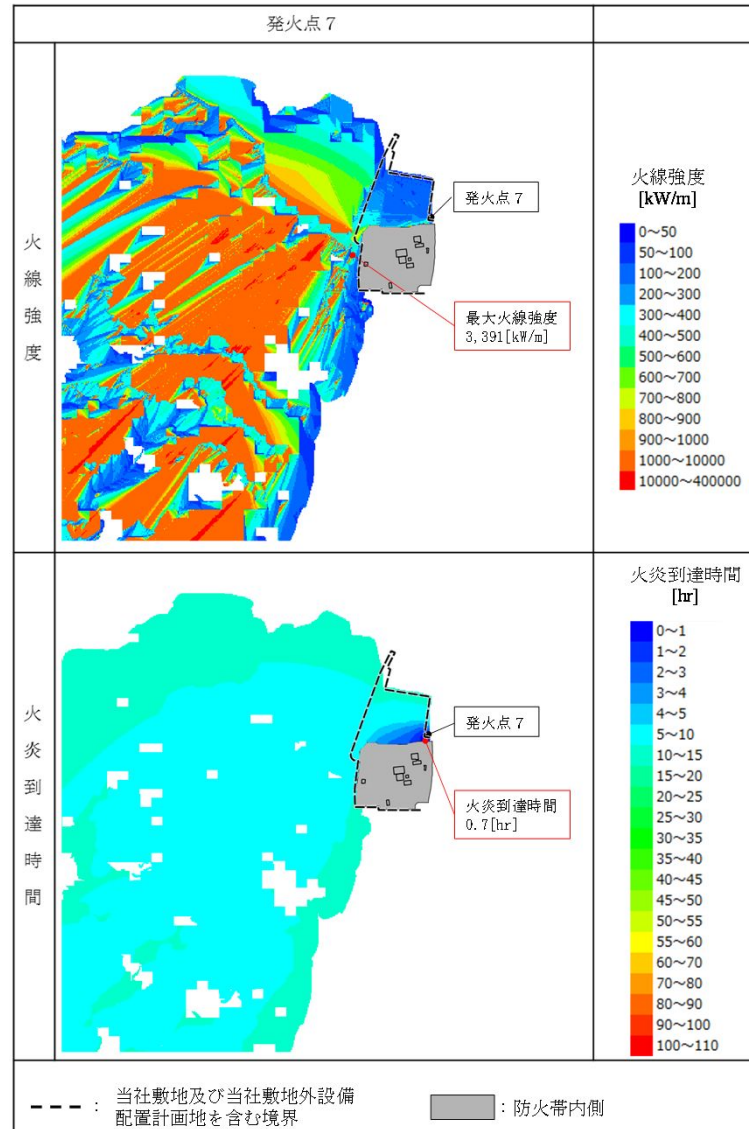 発火点７
火線強度
発火点７
最大火線強度
3,391[kW/m]
火線強度
[kW/m]
0～50
50～100
100～200
200～300
300～400
400～500
500～600
600～700
700～800
800～900
900～1000
1000～10000
10000～400000
火炎到達時間
発火点７
火炎到達時間
0.7[hr]
火炎到達時間
[hr]
0～1
1～2
2～3
3～4
4～5
5～10
10～15
15～20
20～25
25～30
30～35
35～40
40～45
45～50
50～55
55～60
60～70
70～80
80～90
90～100
100～110
： 当社敷地及び当社敷地外設備
配置計画地を含む境界
：防火帯内側